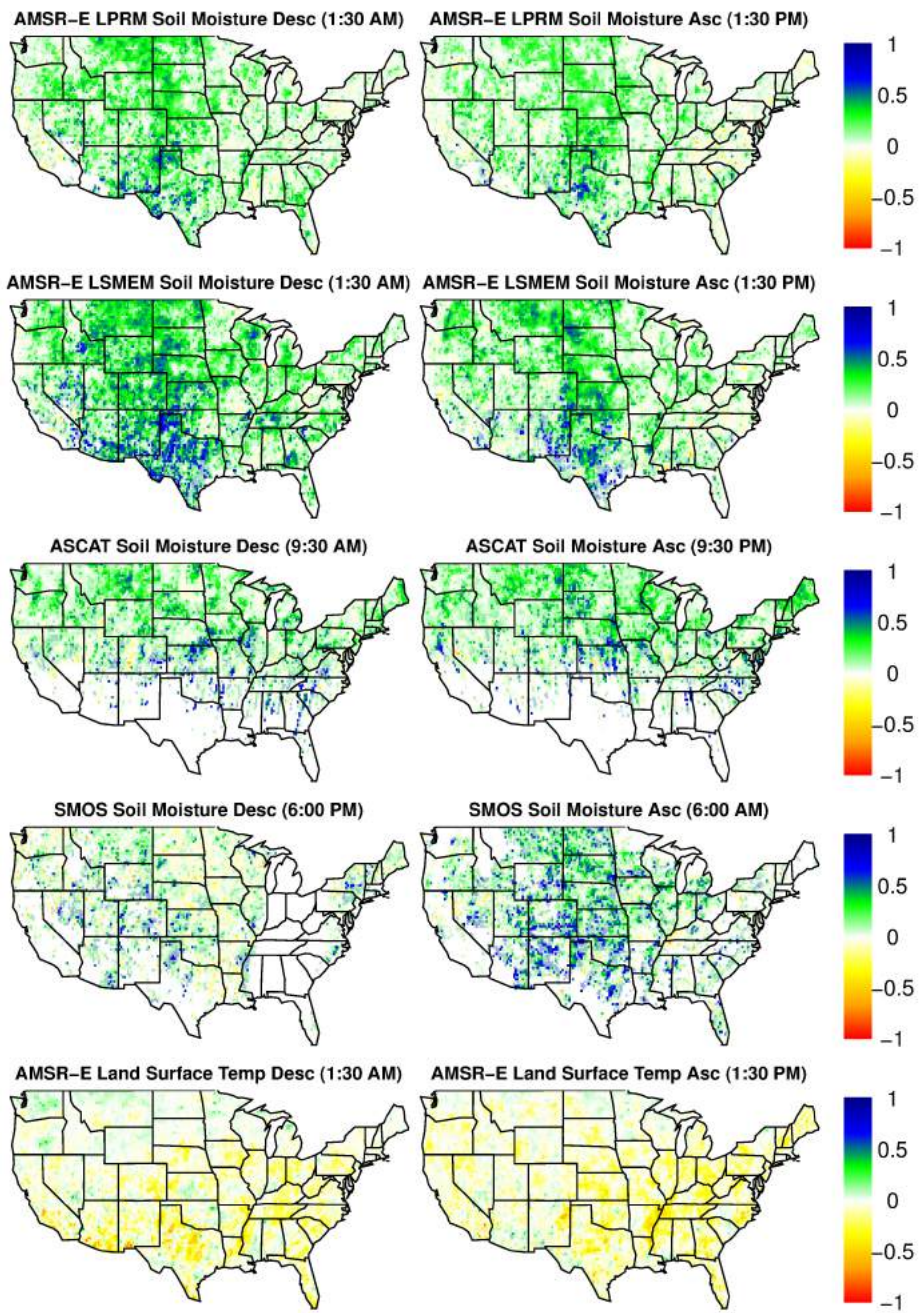 AMSR−E LPRM Soil Moisture Desc (1:30 AM)
AMSR−E LPRM Soil Moisture Asc (1:30 PM)
1
0.5
0
−0.5
−1
AMSR−E LSMEM Soil Moisture Desc (1:30 AM)
AMSR−E LSMEM Soil Moisture Asc (1:30 PM)
1
0.5
0
−0.5
−1
ASCAT Soil Moisture Desc (9:30 AM)
ASCAT Soil Moisture Asc (9:30 PM)
1
0.5
0
−0.5
−1
SMOS Soil Moisture Desc (6:00 PM)
SMOS Soil Moisture Asc (6:00 AM)
1
0.5
0
−0.5
−1
AMSR−E Land Surface Temp Desc (1:30 AM)
AMSR−E Land Surface Temp Asc (1:30 PM)
1
0.5
0
−0.5
−1